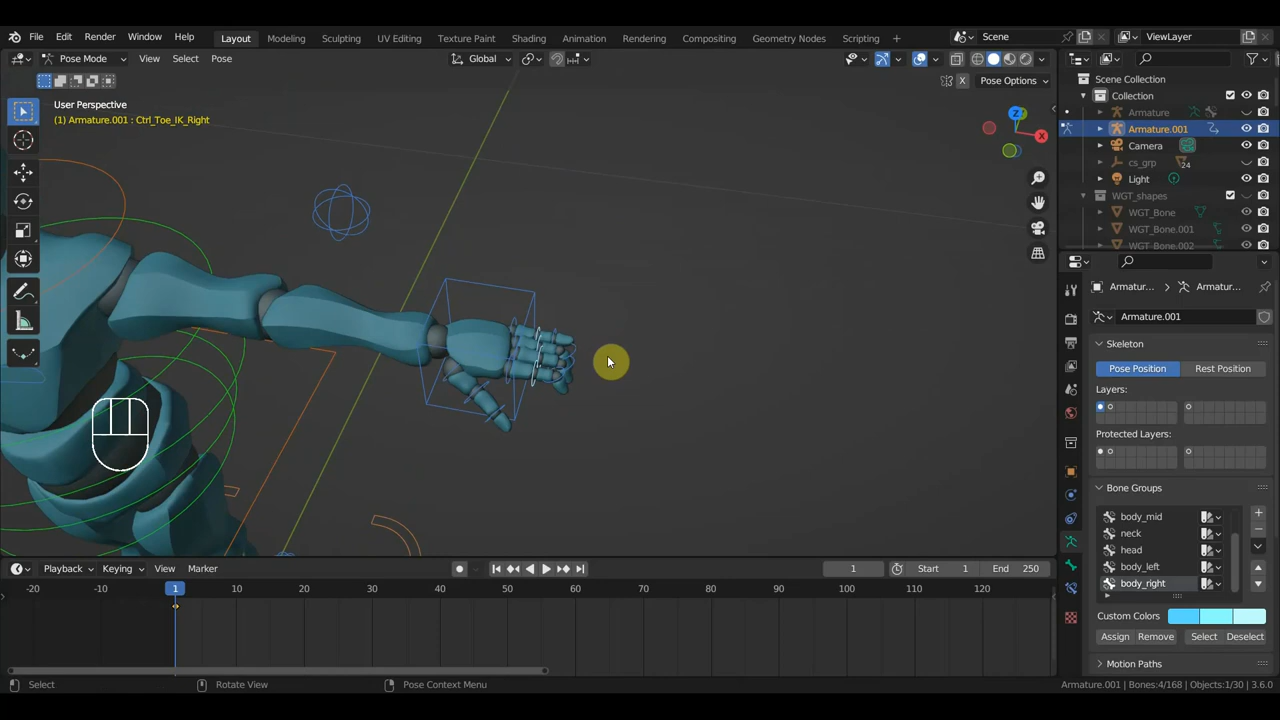 File Edit Render Window Help Layout Modeling Sculpting UV Editing Texture Paint Shading Animation Rendering Compositing Geometry Nodes Scripting + Scene ViewLayer
Pose Mode View Select Pose Global
X Pose Options
User Perspective
(1) Armature.001 : Ctrl_Toe_IK_Right
Z
X
Scene Collection
Collection
Armature
Armature.001
Camera
cs_grp 24
Light
WGT_shapes
WGT_Bone
WGT_Bone.001
WGT_Bone.002
Armatur... Armatur...
Armature.001
Skeleton
Pose Position Rest Position
Layers:
Protected Layers:
Bone Groups
body_mid
neck
head
body_left
body_right
Custom Colors
Assign Remove Select Deselect
Motion Paths
Playback Keying View Marker 1 Start 1 End 250
-20 -10 1 10 20 30 40 50 60 70 80 90 100 110 120 130
Select Rotate View Pose Context Menu Armature.001 | Bones:4/168 | Objects:1/30 | 3.6.0